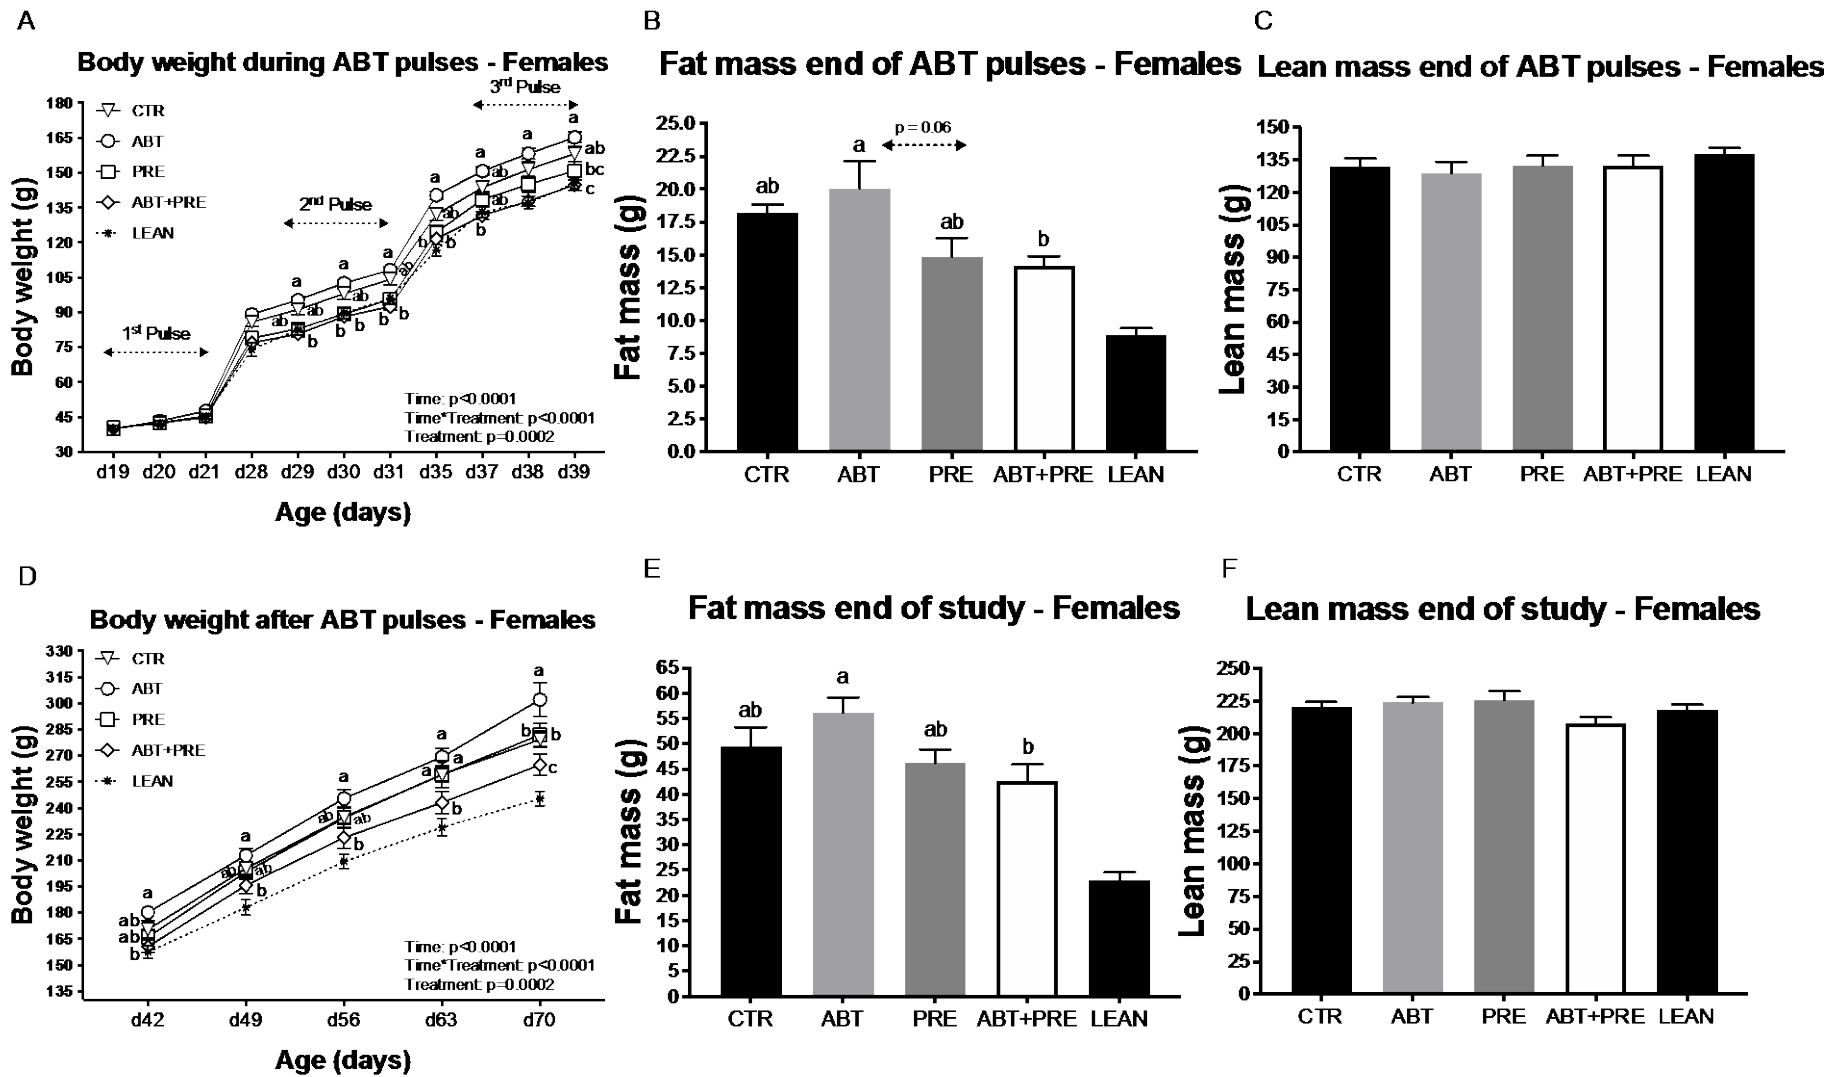 A
Body weight during ABT pulses - Females
180
165
150
135
120
105
90
75
60
45
30
Body weight (g)
CTR
ABT
PRE
ABT+PRE
LEAN
1st Pulse
2nd Pulse
3rd Pulse
a
a
a
a
a
a
a
ab
ab
ab
ab
ab
ab
ab
ab
bc
c
b
b
b
b
b
b
b
b
Time: p<0.0001
Time*Treatment: p<0.0001
Treatment: p=0.0002
d19 d20 d21 d28 d29 d30 d31 d35 d37 d38 d39
Age (days)
B
Fat mass end of ABT pulses - Females
25.0
22.5
20.0
17.5
15.0
12.5
10.0
7.5
5.0
2.5
0.0
Fat mass (g)
p = 0.06
ab a ab b
CTR ABT PRE ABT+PRE LEAN
C
Lean mass end of ABT pulses - Females
150
135
120
105
90
75
60
45
30
15
0
Lean mass (g)
CTR ABT PRE ABT+PRE LEAN
D
Body weight after ABT pulses - Females
330
315
300
285
270
255
240
225
210
195
180
165
150
135
Body weight (g)
CTR
ABT
PRE
ABT+PRE
LEAN
a
ab
ab
b
a
ab
ab
b
a
ab
ab
b
a
a
a
b
a
b
b
c
Time: p<0.0001
Time*Treatment: p<0.0001
Treatment: p=0.0002
d42 d49 d56 d63 d70
Age (days)
E
Fat mass end of study - Females
65
60
55
50
45
40
35
30
25
20
15
10
5
0
Fat mass (g)
ab a ab b
CTR ABT PRE ABT+PRE LEAN
F
Lean mass end of study - Females
250
225
200
175
150
125
100
75
50
25
0
Lean mass (g)
CTR ABT PRE ABT+PRE LEAN